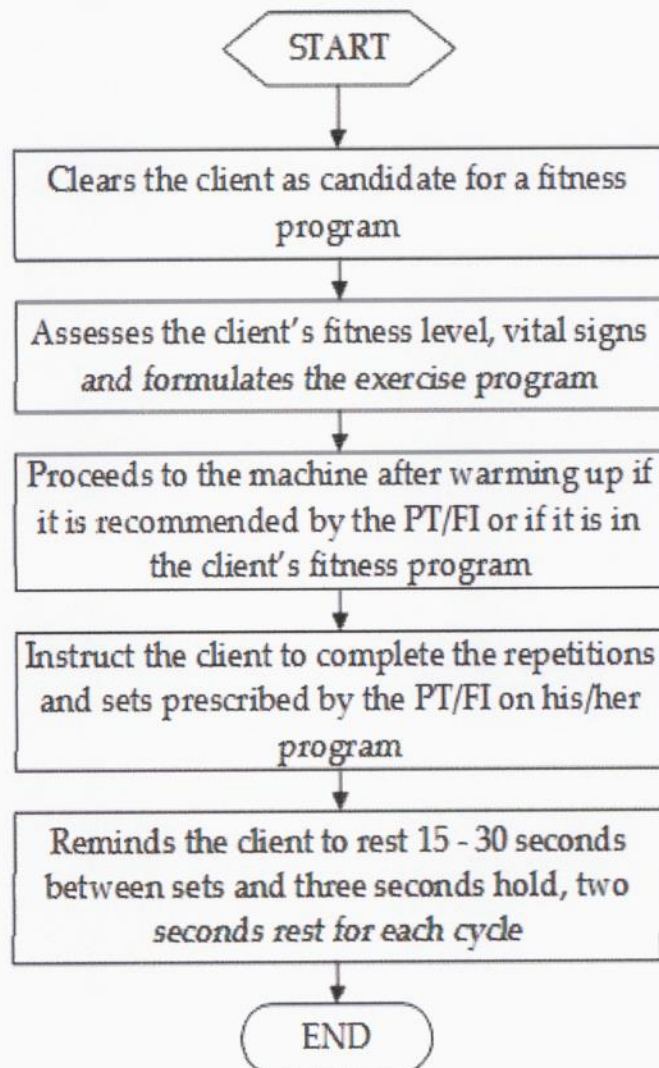 START
Clears the client as candidate for a fitness
program
Assesses the client's fitness level, vital signs
and formulates the exercise program
Proceeds to the machine after warming up if
it is recommended by the PT/FI or if it is in
the client's fitness program
Instruct the client to complete the repetitions
and sets prescribed by the PT/FI on his/her
program
Reminds the client to rest 15 - 30 seconds
between sets and three seconds hold, two
seconds rest for each cycle
END